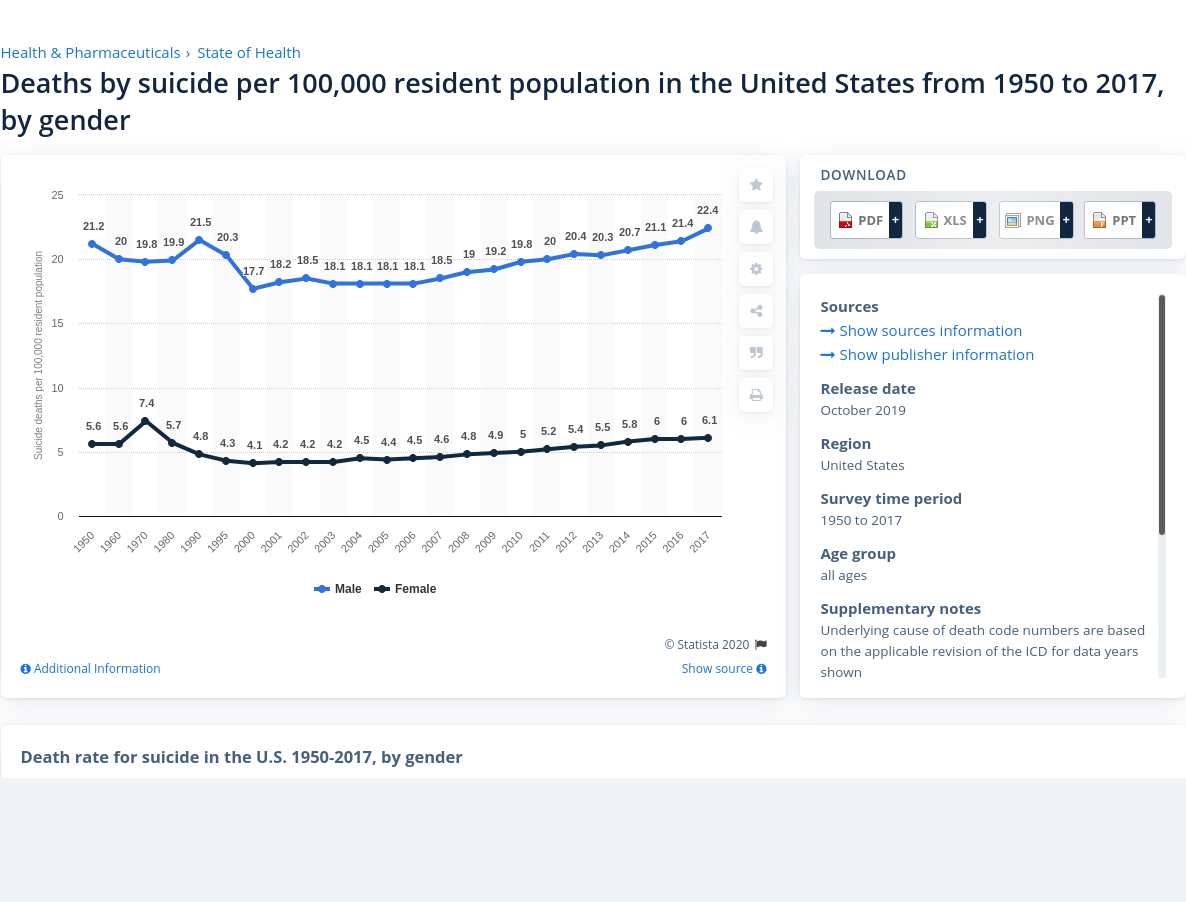 Health & Pharmaceuticals › State of Health
Deaths by suicide per 100,000 resident population in the United States from 1950 to 2017,
by gender
Suicide deaths per 100,000 resident population
25
20
15
10
5
0
21.2 20 19.8 19.9 21.5 20.3 17.7 18.2 18.5 18.1 18.1 18.1 18.1 18.5 19 19.2 19.8 20 20.4 20.3 20.7 21.1 21.4 22.4
5.6 5.6 7.4 5.7 4.8 4.3 4.1 4.2 4.2 4.2 4.5 4.4 4.5 4.6 4.8 4.9 5 5.2 5.4 5.5 5.8 6 6 6.1
1950 1960 1970 1980 1990 1995 2000 2001 2002 2003 2004 2005 2006 2007 2008 2009 2010 2011 2012 2013 2014 2015 2016 2017
Male Female
© Statista 2020
Additional Information
Show source
DOWNLOAD
PDF + XLS + PNG + PPT +
Sources
Show sources information
Show publisher information
Release date
October 2019
Region
United States
Survey time period
1950 to 2017
Age group
all ages
Supplementary notes
Underlying cause of death code numbers are based
on the applicable revision of the ICD for data years
shown
Death rate for suicide in the U.S. 1950-2017, by gender